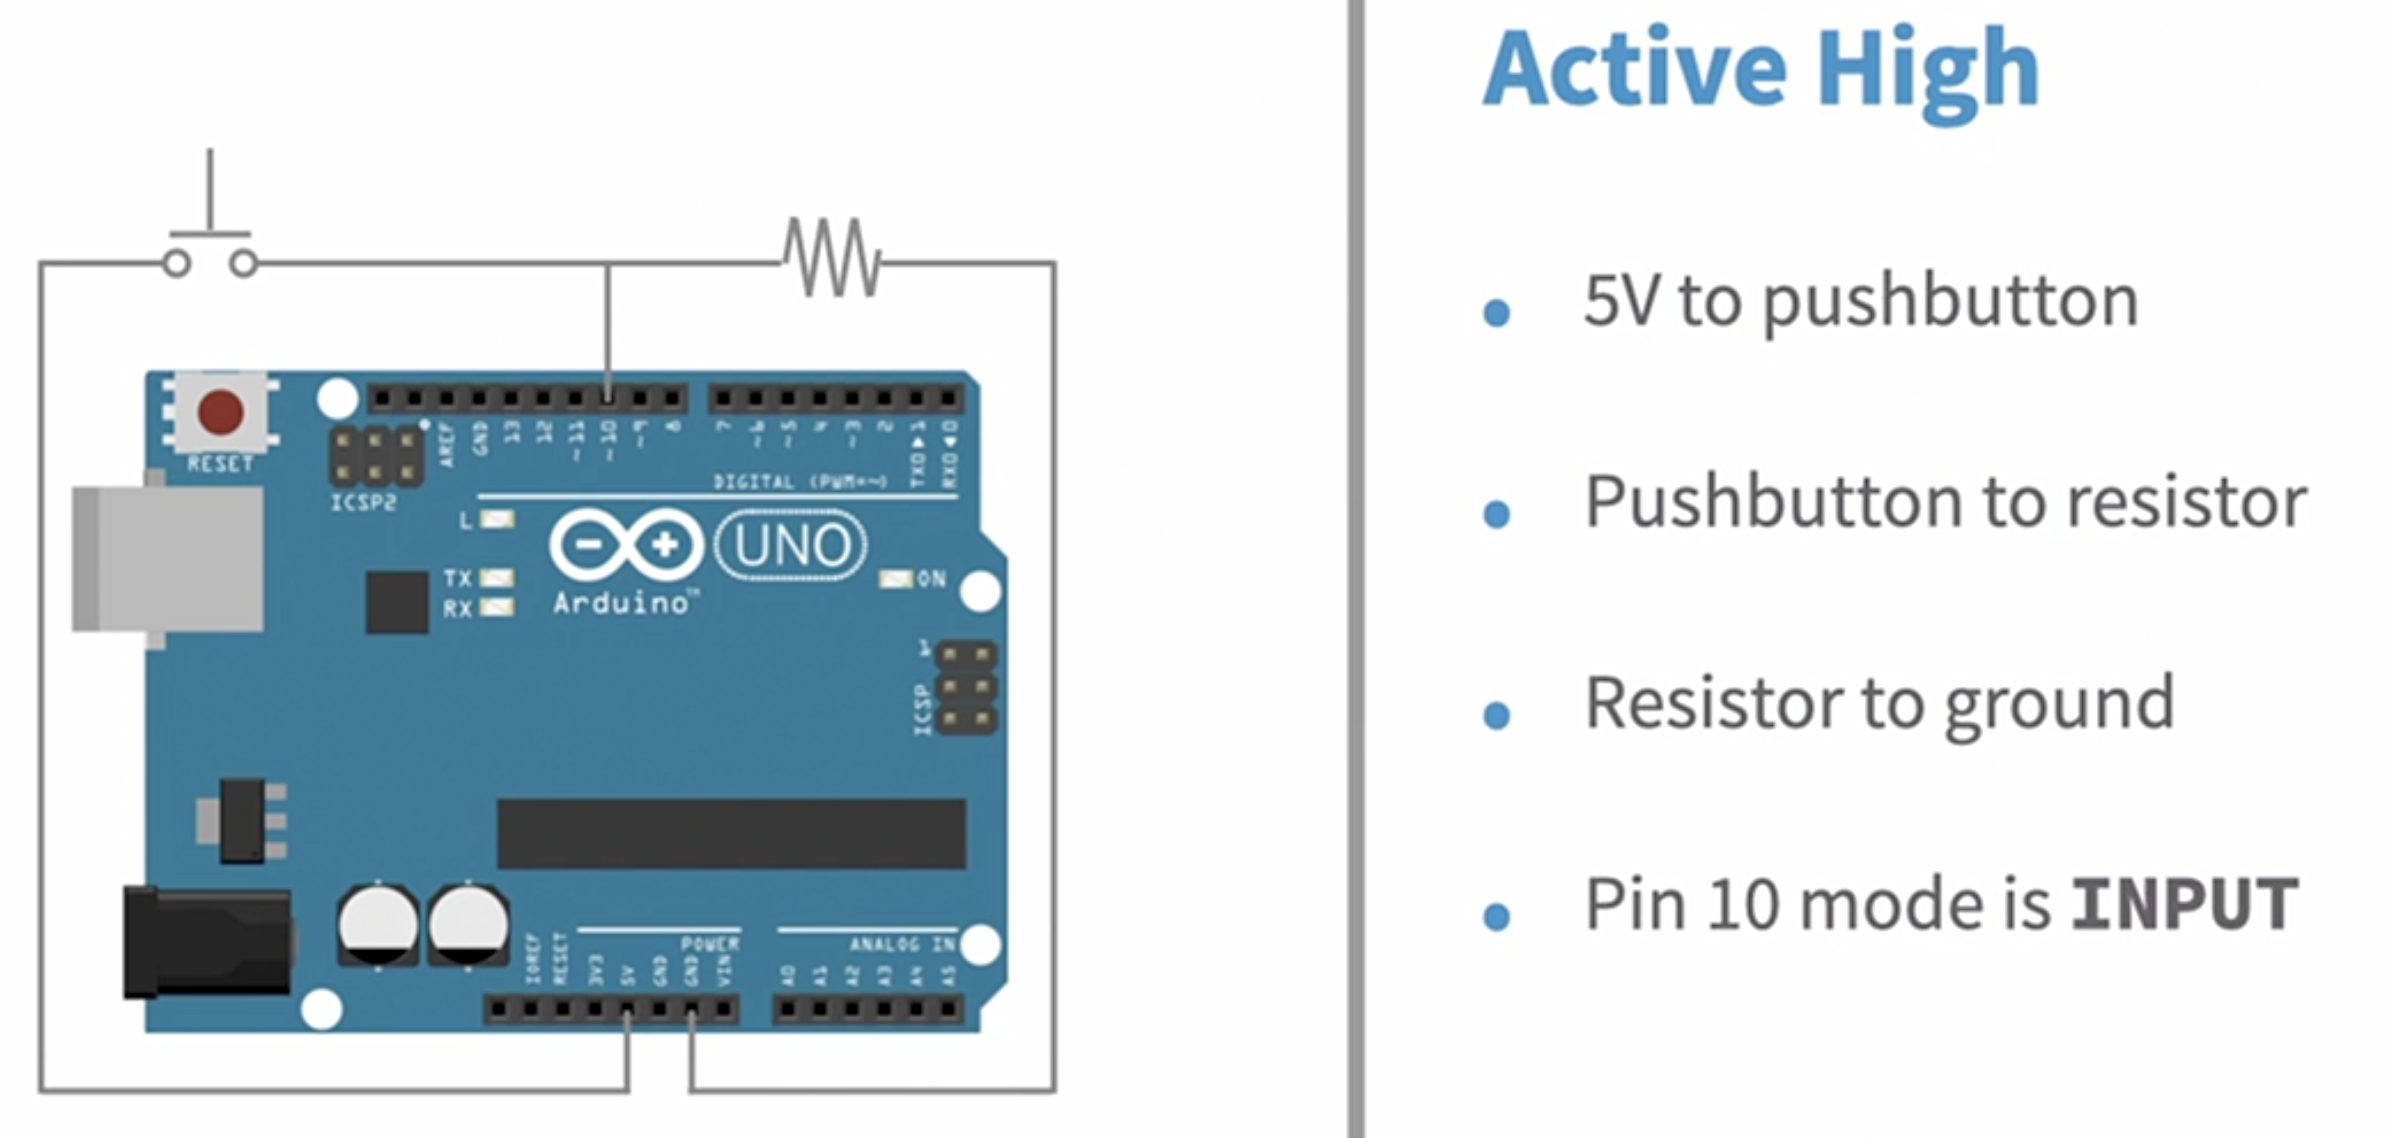 Active High
5V to pushbutton
Pushbutton to resistor
Resistor to ground
Pin 10 mode is INPUT
RESET
ICSP2
AREF
GND
13
12
~11
~10
~9
8
7
~6
~5
4
~3
2
TX0▶1
RX0◀0
DIGITAL (PWM=~)
L
TX
RX
Arduino™
UNO
ON
1
ICSP
IOREF
RESET
3V3
5V
GND
GND
VIN
POWER
ANALOG IN
A0
A1
A2
A3
A4
A5